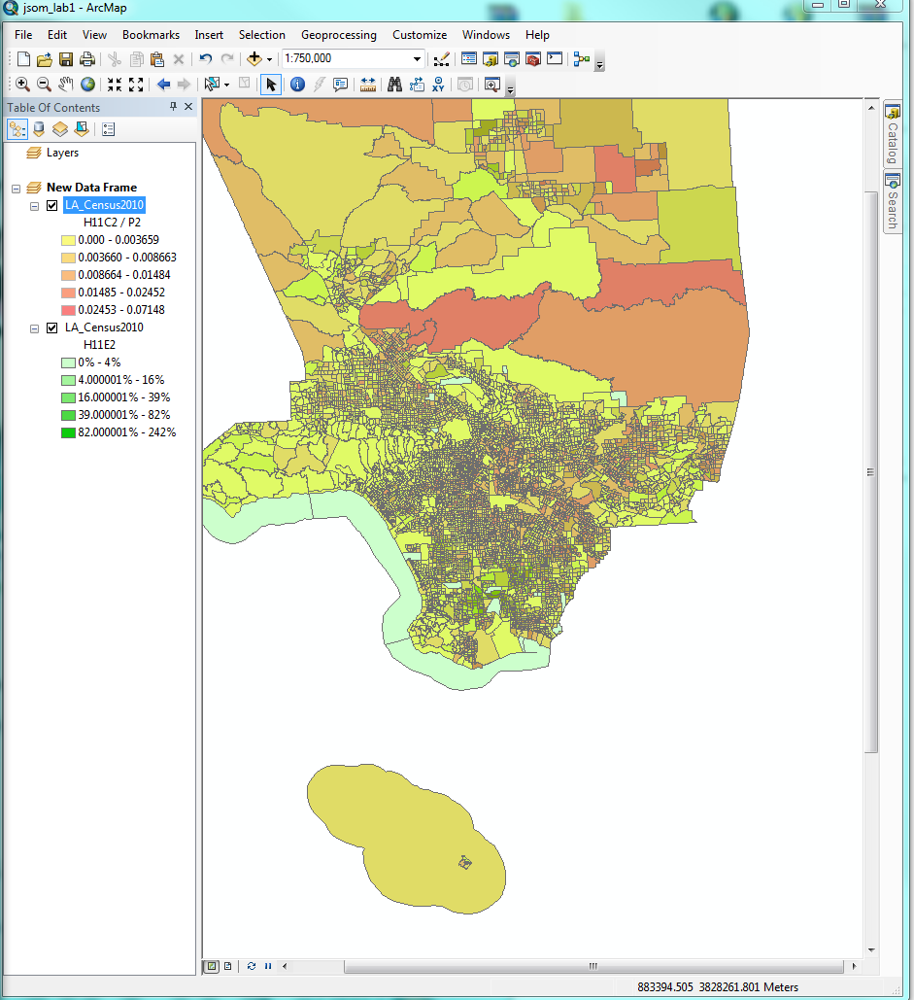 jsom_lab1 - ArcMap
File Edit View Bookmarks Insert Selection Geoprocessing Customize Windows Help
1:750,000
XY
Table Of Contents
Layers
New Data Frame
LA_Census2010
H11C2 / P2
0.000 - 0.003659
0.003660 - 0.008663
0.008664 - 0.01484
0.01485 - 0.02452
0.02453 - 0.07148
LA_Census2010
H11E2
0% - 4%
4.000001% - 16%
16.000001% - 39%
39.000001% - 82%
82.000001% - 242%
Catalog
Search
883394.505 3828261.801 Meters